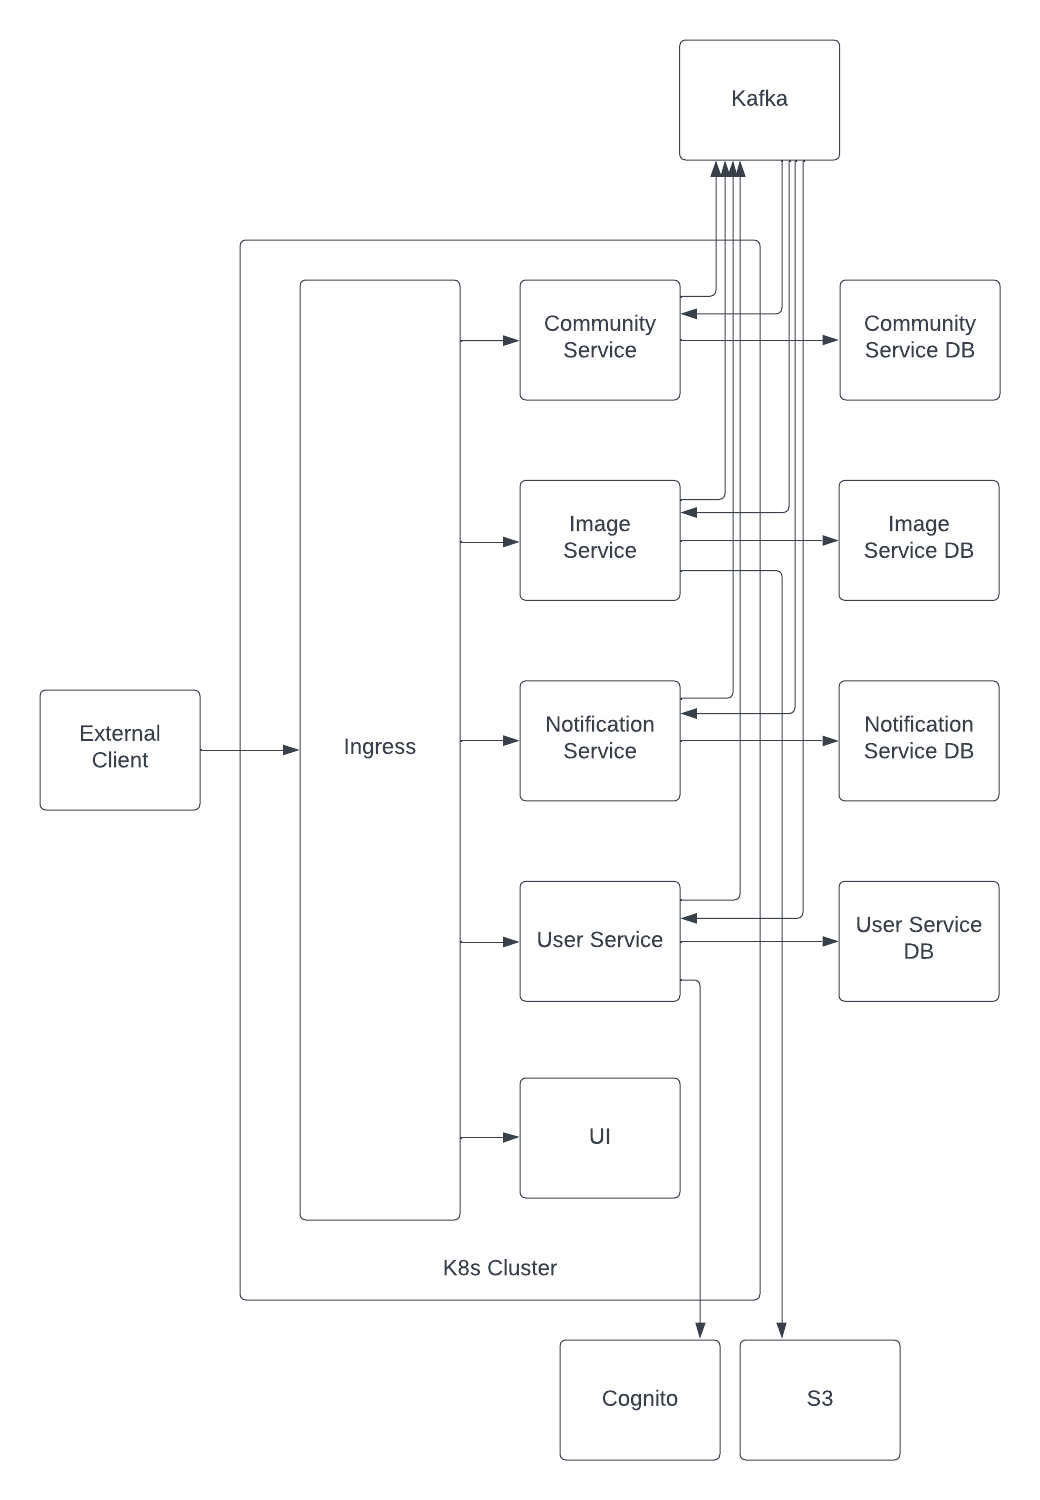 Kafka
Community
Service
Community
Service DB
Image
Service
Image
Service DB
External
Client
Ingress
Notification
Service
Notification
Service DB
User Service
User Service
DB
UI
K8s Cluster
Cognito
S3